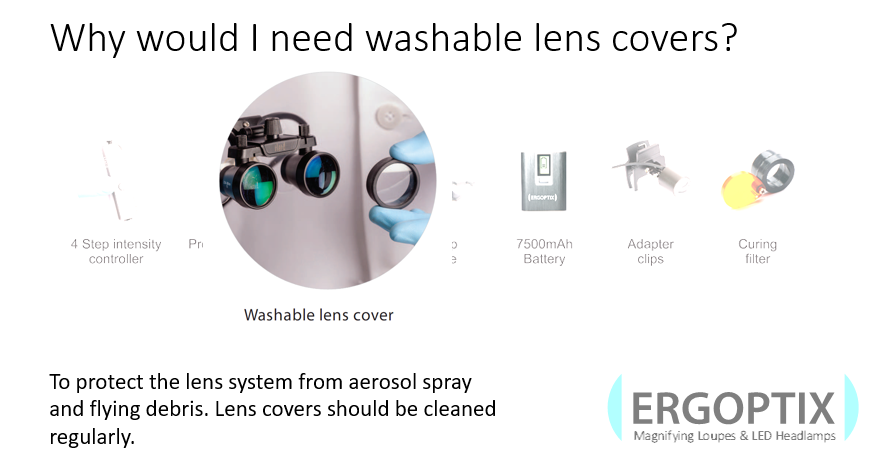 Why would I need washable lens covers?
(ERGOPTIX)
4 Step intensity
controller
7500mAh
Battery
Adapter
clips
Curing
filter
Washable lens cover
To protect the lens system from aerosol spray
and flying debris. Lens covers should be cleaned
regularly.
ERGOPTIX
Magnifying Loupes & LED Headlamps